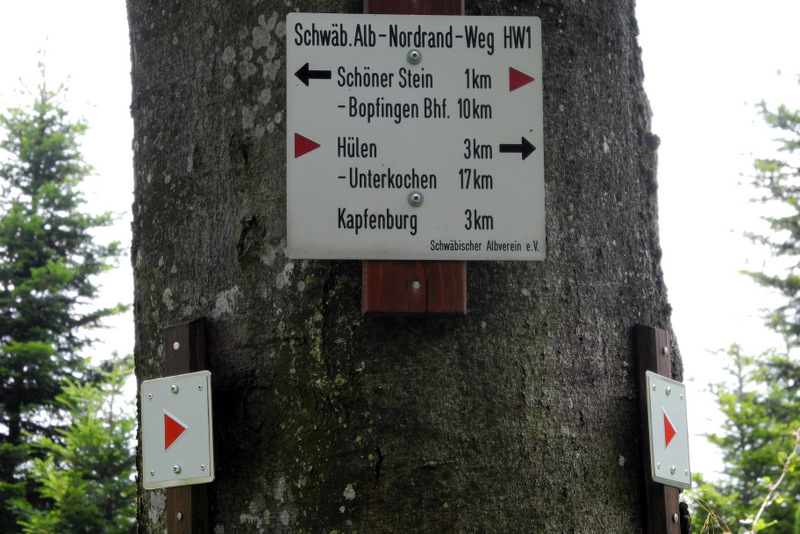 Schwäb.Alb-Nordrand-Weg HW1
Schöner Stein 1km
-Bopfingen Bhf. 10km
Hülen 3km
-Unterkochen 17km
Kapfenburg 3km
Schwäbischer Albverein e.V.